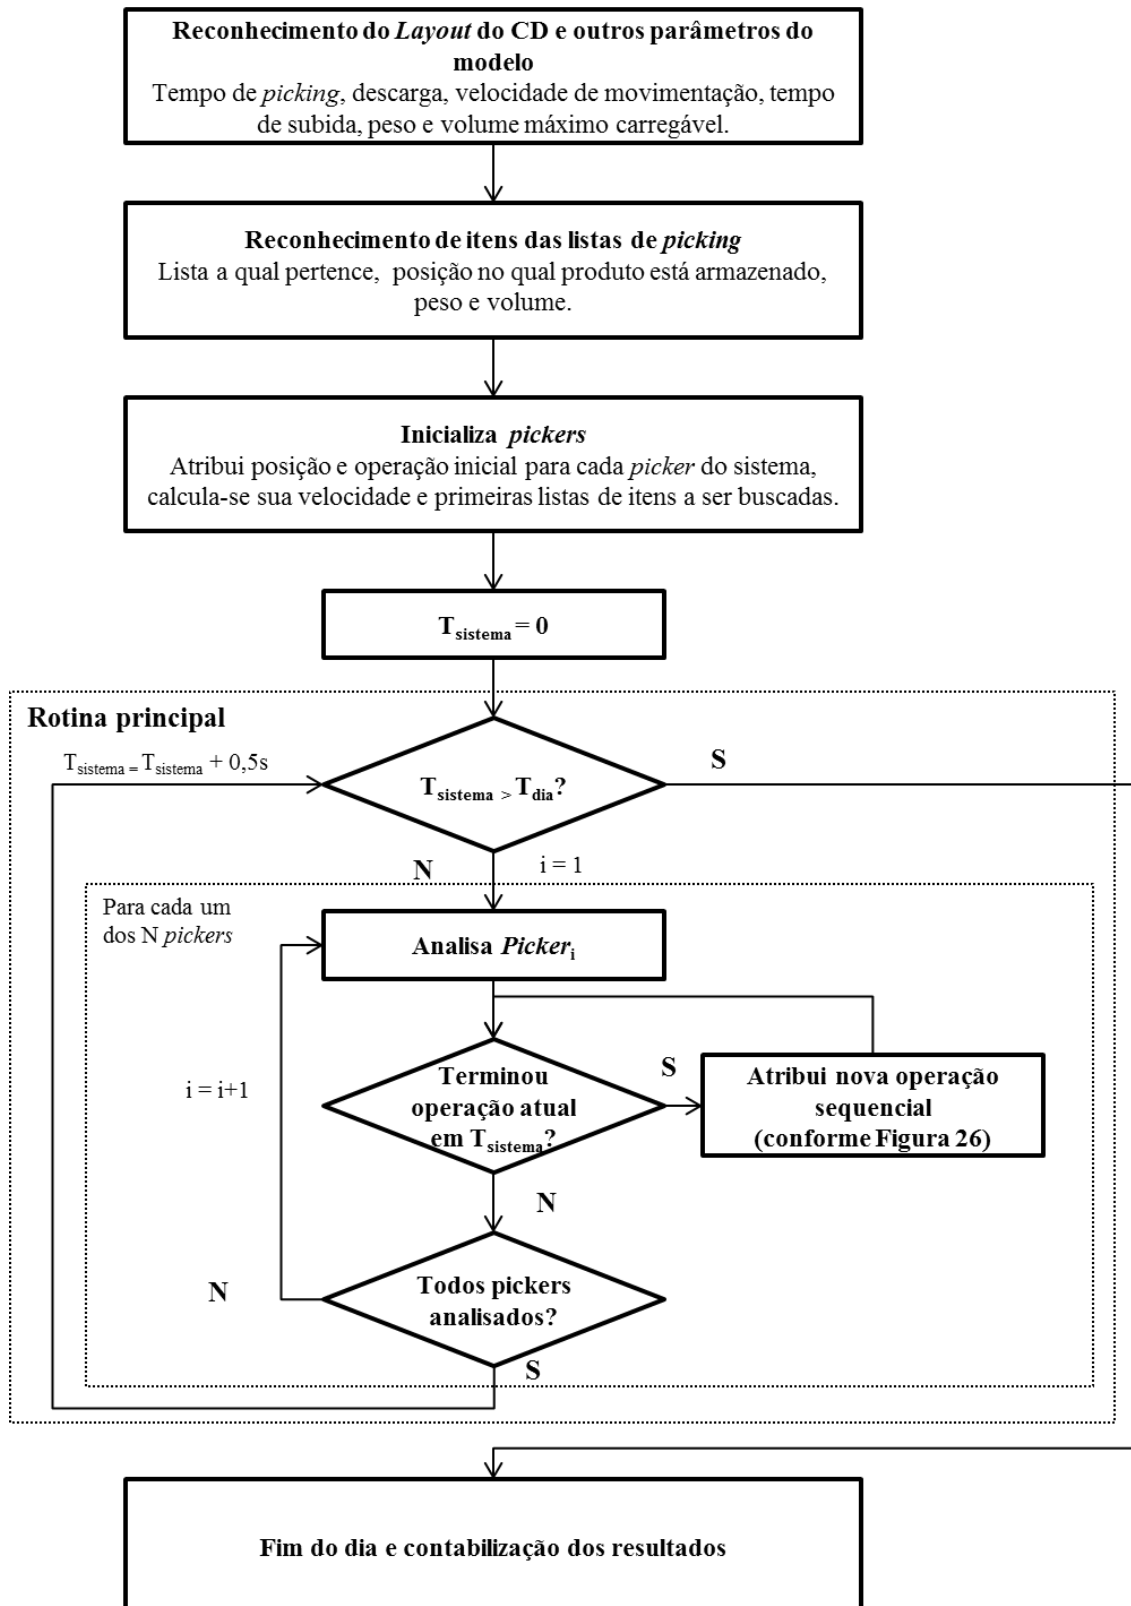 Reconhecimento do Layout do CD e outros parâmetros do
modelo
Tempo de picking, descarga, velocidade de movimentação, tempo
de subida, peso e volume máximo carregável.
Reconhecimento de itens das listas de picking
Lista a qual pertence, posição no qual produto está armazenado,
peso e volume.
Inicializa pickers
Atribui posição e operação inicial para cada picker do sistema,
calcula-se sua velocidade e primeiras listas de itens a ser buscadas.
Tsistema = 0
Rotina principal
Tsistema = Tsistema + 0,5s
S
Tsistema > Tdia?
N
i = 1
Para cada um
dos N pickers
Analisa Pickeri
Terminou
operação atual
em Tsistema?
S
Atribui nova operação
sequencial
(conforme Figura 26)
i = i+1
N
Todos pickers
analisados?
N
S
Fim do dia e contabilização dos resultados